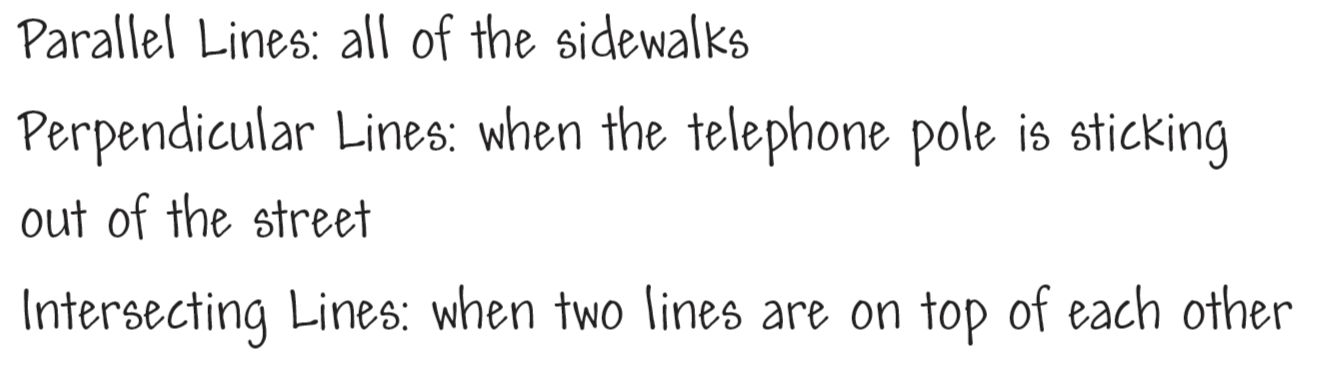 Parallel Lines: all of the sidewalks
Perpendicular Lines: when the telephone pole is sticking
out of the street
Intersecting Lines: when two lines are on top of each other